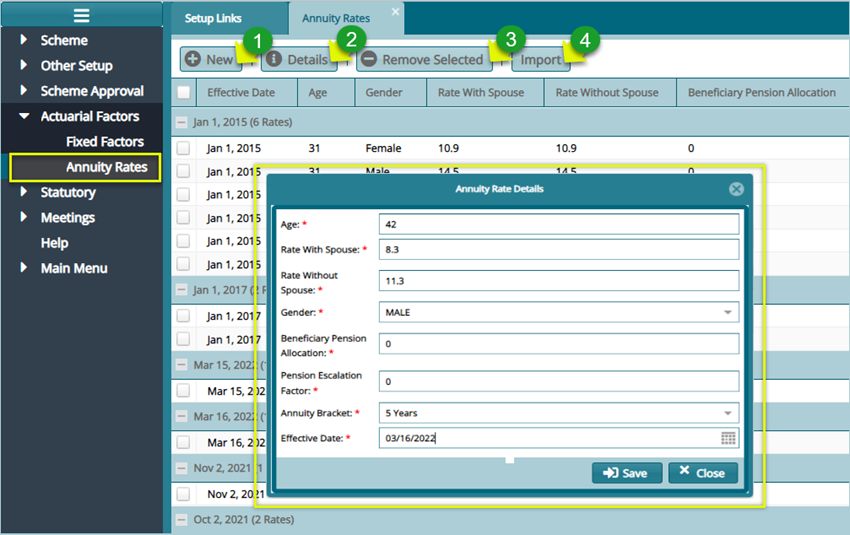 Setup Links
Annuity Rates
1
2
3
4
New
Details
Remove Selected
Import
Scheme
Other Setup
Scheme Approval
Actuarial Factors
Fixed Factors
Annuity Rates
Statutory
Meetings
Help
Main Menu
Effective Date Age Gender Rate With Spouse Rate Without Spouse Beneficiary Pension Allocation
Jan 1, 2015 (6 Rates)
Jan 1, 2015 31 Female 10.9 10.9 0
Jan 1, 2015 31 Male 14.5 14.5 0
Jan 1, 2015
Jan 1, 2015
Jan 1, 2015
Jan 1, 2015
Jan 1, 2017 (2
Jan 1, 2017
Jan 1, 2017
Mar 15, 2022 (
Mar 15, 202
Mar 16, 2022 (
Mar 16, 202
Nov 2, 2021 (1
Nov 2, 2021
Oct 2, 2021 (2 Rates)
Annuity Rate Details
Age: * 42
Rate With Spouse: * 8.3
Rate Without
Spouse: * 11.3
Gender: * MALE
Beneficiary Pension
Allocation: * 0
Pension Escalation
Factor: * 0
Annuity Bracket: * 5 Years
Effective Date: * 03/16/2022
Save
Close